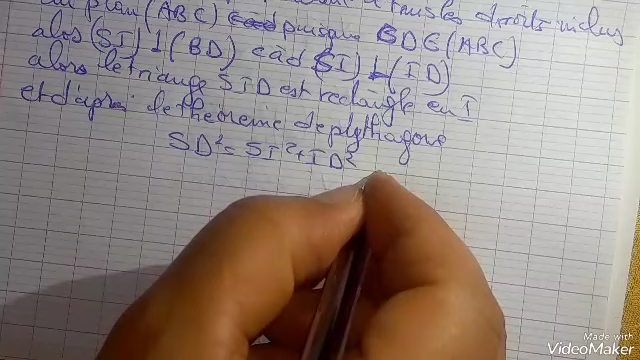 au plan (ABC) puisque BD ⊂ (ABC)
alors (SI) ⊥ (BD) càd (SI) ⊥ (ID)
alors le triangle SID est rectangle en I
et d'après le théorème de pythagore
SD² = SI² + ID²
Made with
VideoMaker